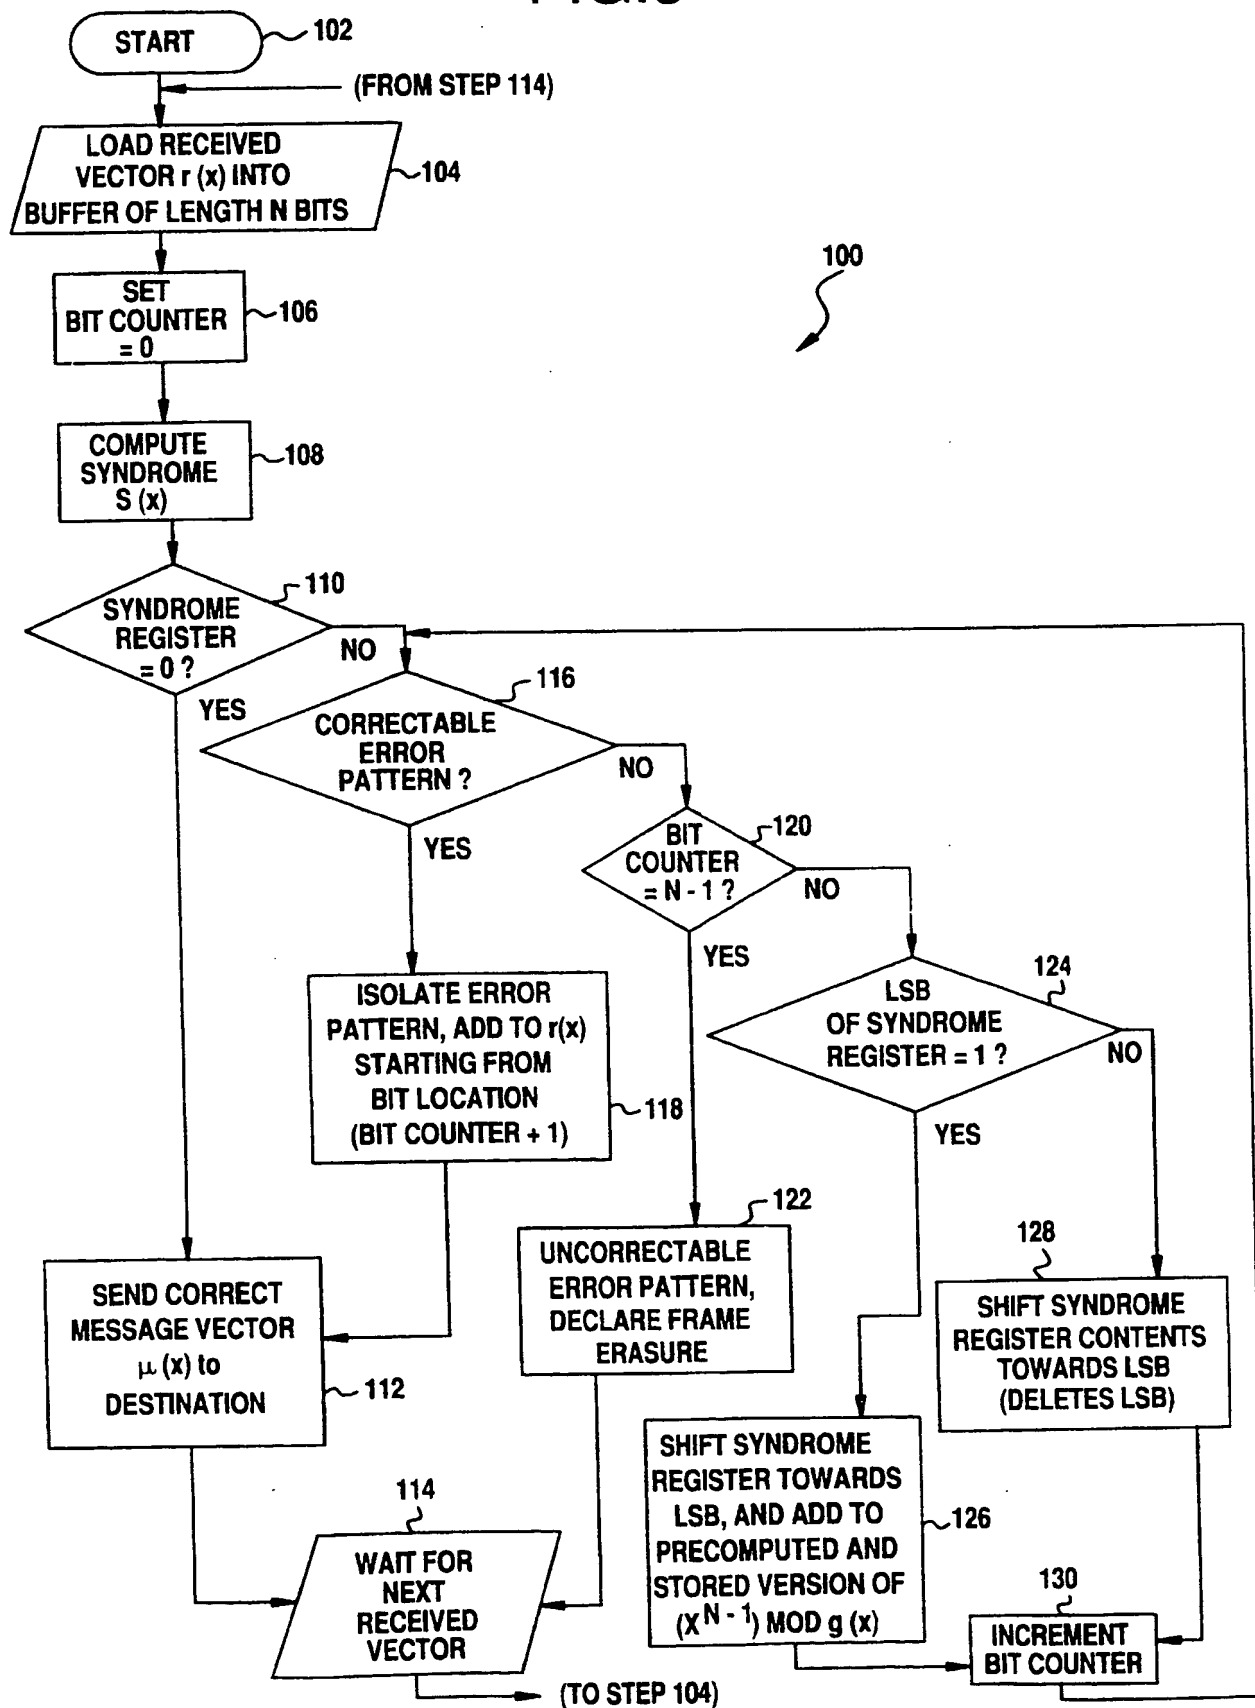 START
102
(FROM STEP 114)
LOAD RECEIVED
VECTOR r (x) INTO
BUFFER OF LENGTH N BITS
104
SET
BIT COUNTER
= 0
106
100
COMPUTE
SYNDROME
S (x)
108
SYNDROME
REGISTER
= 0 ?
110
NO
YES
CORRECTABLE
ERROR
PATTERN ?
116
NO
YES
BIT
COUNTER
= N - 1 ?
120
NO
YES
LSB
OF SYNDROME
REGISTER = 1 ?
124
NO
YES
ISOLATE ERROR
PATTERN, ADD TO r(x)
STARTING FROM
BIT LOCATION
(BIT COUNTER + 1)
118
SEND CORRECT
MESSAGE VECTOR
μ (x) to
DESTINATION
112
UNCORRECTABLE
ERROR PATTERN,
DECLARE FRAME
ERASURE
122
SHIFT SYNDROME
REGISTER CONTENTS
TOWARDS LSB
(DELETES LSB)
128
SHIFT SYNDROME
REGISTER TOWARDS
LSB, AND ADD TO
PRECOMPUTED AND
STORED VERSION OF
(X^N - 1) MOD g (x)
126
WAIT FOR
NEXT
RECEIVED
VECTOR
114
(TO STEP 104)
INCREMENT
BIT COUNTER
130